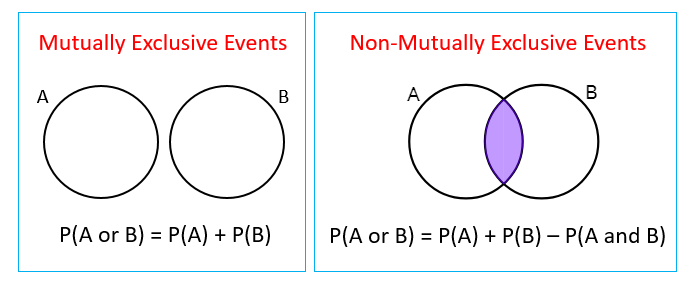 Mutually Exclusive Events
A
B
P(A or B) = P(A) + P(B)
Non-Mutually Exclusive Events
A
B
P(A or B) = P(A) + P(B) – P(A and B)